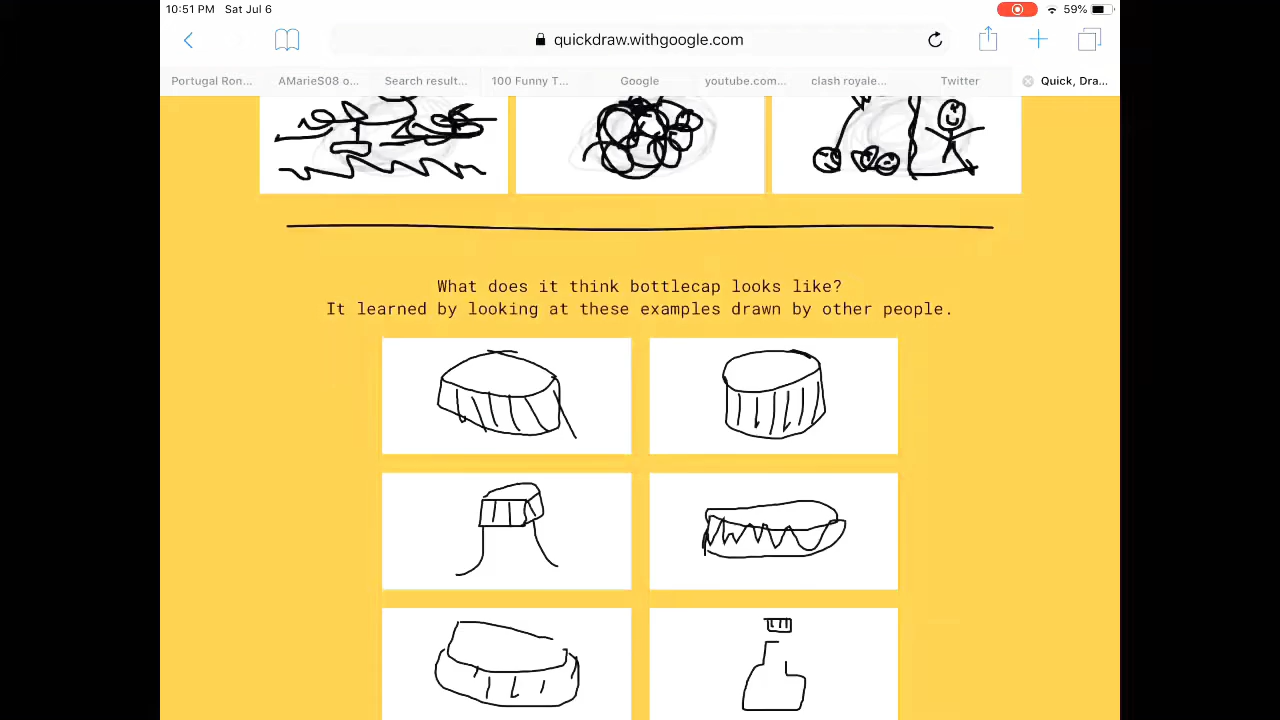 10:51 PM Sat Jul 6
59%
quickdraw.withgoogle.com
Portugal Ron...
AMarieS08 o...
Search result...
100 Funny T...
Google
youtube.com...
clash royale...
Twitter
Quick, Dra...
What does it think bottlecap looks like?
It learned by looking at these examples drawn by other people.